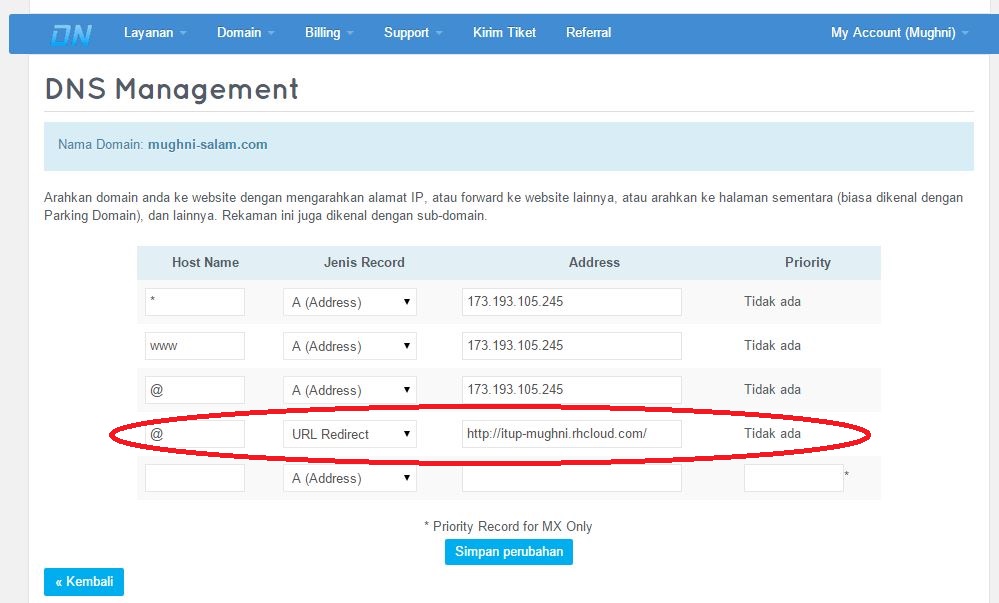 DN Layanan Domain Billing Support Kirim Tiket Referral My Account (Mughni)
DNS Management
Nama Domain: mughni-salam.com
Arahkan domain anda ke website dengan mengarahkan alamat IP, atau forward ke website lainnya, atau arahkan ke halaman sementara (biasa dikenal dengan
Parking Domain), dan lainnya. Rekaman ini juga dikenal dengan sub-domain.
Host Name Jenis Record Address Priority
* A (Address) 173.193.105.245 Tidak ada
www A (Address) 173.193.105.245 Tidak ada
@ A (Address) 173.193.105.245 Tidak ada
@ URL Redirect http://itup-mughni.rhcloud.com/ Tidak ada
A (Address) *
* Priority Record for MX Only
Simpan perubahan
« Kembali